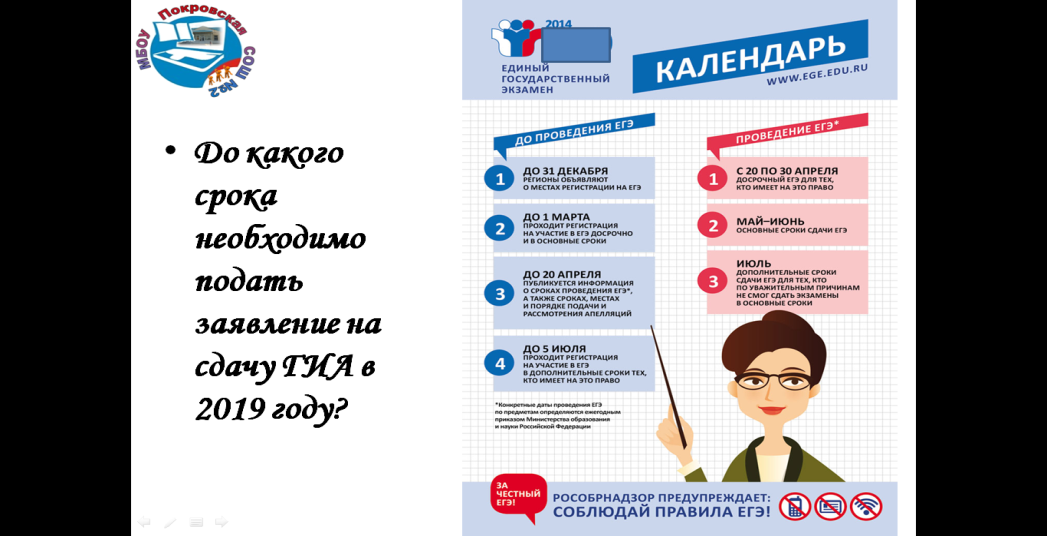 МБОУ Покровская СОШ №2
• До какого
срока
необходимо
подать
заявление на
сдачу ГИА в
2019 году?
2014
ЕДИНЫЙ
ГОСУДАРСТВЕННЫЙ
ЭКЗАМЕН
КАЛЕНДАРЬ
WWW.EGE.EDU.RU
ДО ПРОВЕДЕНИЯ ЕГЭ
1
ДО 31 ДЕКАБРЯ
РЕГИОНЫ ОБЪЯВЛЯЮТ
О МЕСТАХ РЕГИСТРАЦИИ НА ЕГЭ
2
ДО 1 МАРТА
ПРОХОДИТ РЕГИСТРАЦИЯ
НА УЧАСТИЕ В ЕГЭ ДОСРОЧНО
И В ОСНОВНЫЕ СРОКИ
3
ДО 20 АПРЕЛЯ
ПУБЛИКУЕТСЯ ИНФОРМАЦИЯ
О СРОКАХ ПРОВЕДЕНИЯ ЕГЭ*,
А ТАКЖЕ СРОКАХ, МЕСТАХ
И ПОРЯДКЕ ПОДАЧИ И
РАССМОТРЕНИЯ АПЕЛЛЯЦИЙ
4
ДО 5 ИЮЛЯ
ПРОХОДИТ РЕГИСТРАЦИЯ
НА УЧАСТИЕ В ЕГЭ
В ДОПОЛНИТЕЛЬНЫЕ СРОКИ ТЕХ,
КТО ИМЕЕТ НА ЭТО ПРАВО
*Конкретные даты проведения ЕГЭ
по предметам определяются ежегодным
приказом Министерства образования
и науки Российской Федерации
ПРОВЕДЕНИЕ ЕГЭ*
1
С 20 ПО 30 АПРЕЛЯ
ДОСРОЧНЫЙ ЕГЭ ДЛЯ ТЕХ,
КТО ИМЕЕТ НА ЭТО ПРАВО
2
МАЙ–ИЮНЬ
ОСНОВНЫЕ СРОКИ СДАЧИ ЕГЭ
3
ИЮЛЬ
ДОПОЛНИТЕЛЬНЫЕ СРОКИ
СДАЧИ ЕГЭ ДЛЯ ТЕХ, КТО
ПО УВАЖИТЕЛЬНЫМ ПРИЧИНАМ
НЕ СМОГ СДАТЬ ЭКЗАМЕНЫ
В ОСНОВНЫЕ СРОКИ
ЗА
ЧЕСТНЫЙ
ЕГЭ!
РОСОБРНАДЗОР ПРЕДУПРЕЖДАЕТ:
СОБЛЮДАЙ ПРАВИЛА ЕГЭ!